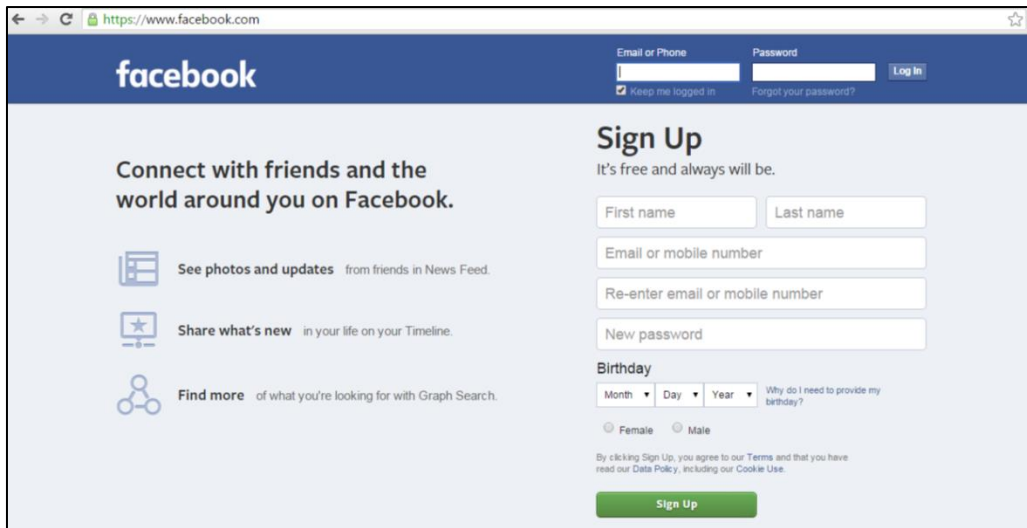 https://www.facebook.com
Email or Phone
Password
facebook
Log In
Keep me logged in
Forgot your password?
Connect with friends and the
world around you on Facebook.
See photos and updates from friends in News Feed.
Share what's new in your life on your Timeline.
Find more of what you're looking for with Graph Search.
Sign Up
It's free and always will be.
First name
Last name
Email or mobile number
Re-enter email or mobile number
New password
Birthday
Month
Day
Year
Why do I need to provide my
birthday?
Female
Male
By clicking Sign Up, you agree to our Terms and that you have
read our Data Policy, including our Cookie Use.
Sign Up